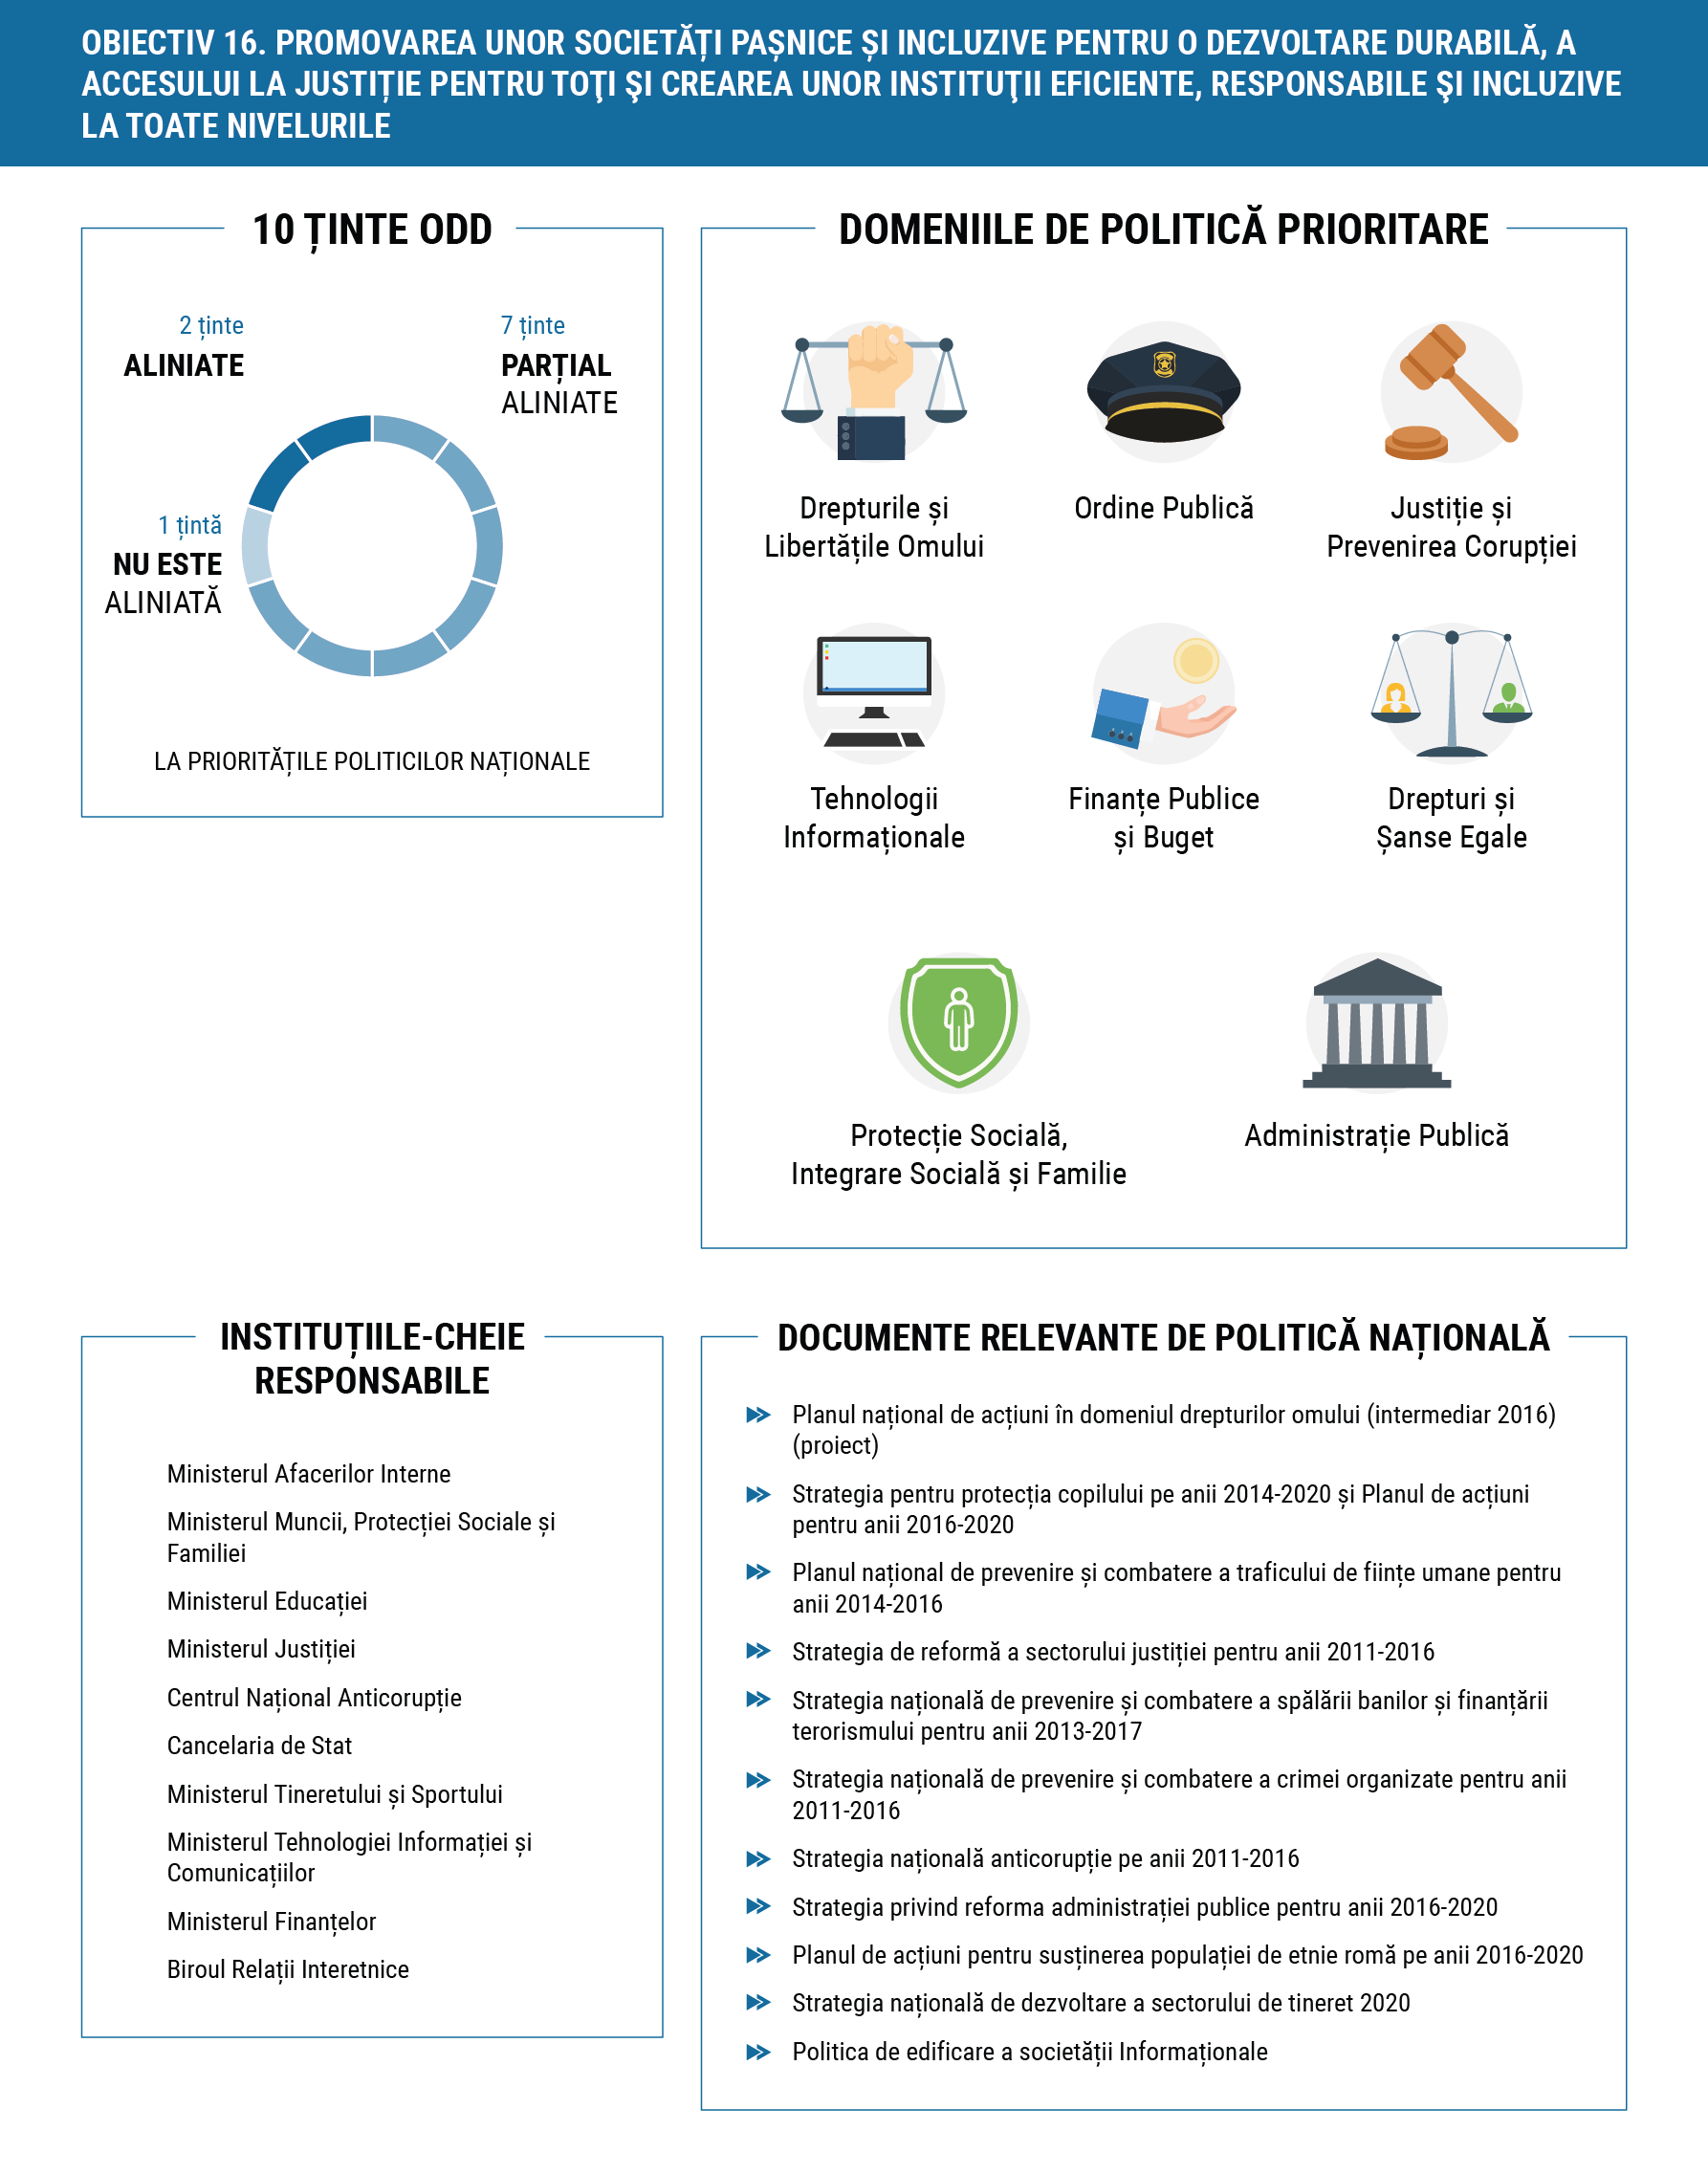 OBIECTIV 16. PROMOVAREA UNOR SOCIETĂȚI PAȘNICE ȘI INCLUZIVE PENTRU O DEZVOLTARE DURABILĂ, A
ACCESULUI LA JUSTIȚIE PENTRU TOŢI ŞI CREAREA UNOR INSTITUŢII EFICIENTE, RESPONSABILE ŞI INCLUZIVE
LA TOATE NIVELURILE
10 ȚINTE ODD
2 ținte
ALINIATE
7 ținte
PARȚIAL
ALINIATE
1 țintă
NU ESTE
ALINIATĂ
LA PRIORITĂȚILE POLITICILOR NAȚIONALE
DOMENIILE DE POLITICĂ PRIORITARE
Drepturile și
Libertățile Omului
Ordine Publică
Justiție și
Prevenirea Corupției
Tehnologii
Informaționale
Finanțe Publice
și Buget
Drepturi și
Șanse Egale
Protecție Socială,
Integrare Socială și Familie
Administrație Publică
INSTITUȚIILE-CHEIE
RESPONSABILE
Ministerul Afacerilor Interne
Ministerul Muncii, Protecției Sociale și
Familiei
Ministerul Educației
Ministerul Justiției
Centrul Național Anticorupție
Cancelaria de Stat
Ministerul Tineretului și Sportului
Ministerul Tehnologiei Informației și
Comunicațiilor
Ministerul Finanțelor
Biroul Relații Interetnice
DOCUMENTE RELEVANTE DE POLITICĂ NAȚIONALĂ
Planul național de acțiuni în domeniul drepturilor omului (intermediar 2016)
(proiect)
Strategia pentru protecția copilului pe anii 2014-2020 și Planul de acțiuni
pentru anii 2016-2020
Planul național de prevenire și combatere a traficului de ființe umane pentru
anii 2014-2016
Strategia de reformă a sectorului justiției pentru anii 2011-2016
Strategia națională de prevenire și combatere a spălării banilor și finanțării
terorismului pentru anii 2013-2017
Strategia națională de prevenire și combatere a crimei organizate pentru anii
2011-2016
Strategia națională anticorupție pe anii 2011-2016
Strategia privind reforma administrației publice pentru anii 2016-2020
Planul de acțiuni pentru susținerea populației de etnie romă pe anii 2016-2020
Strategia națională de dezvoltare a sectorului de tineret 2020
Politica de edificare a societății Informaționale